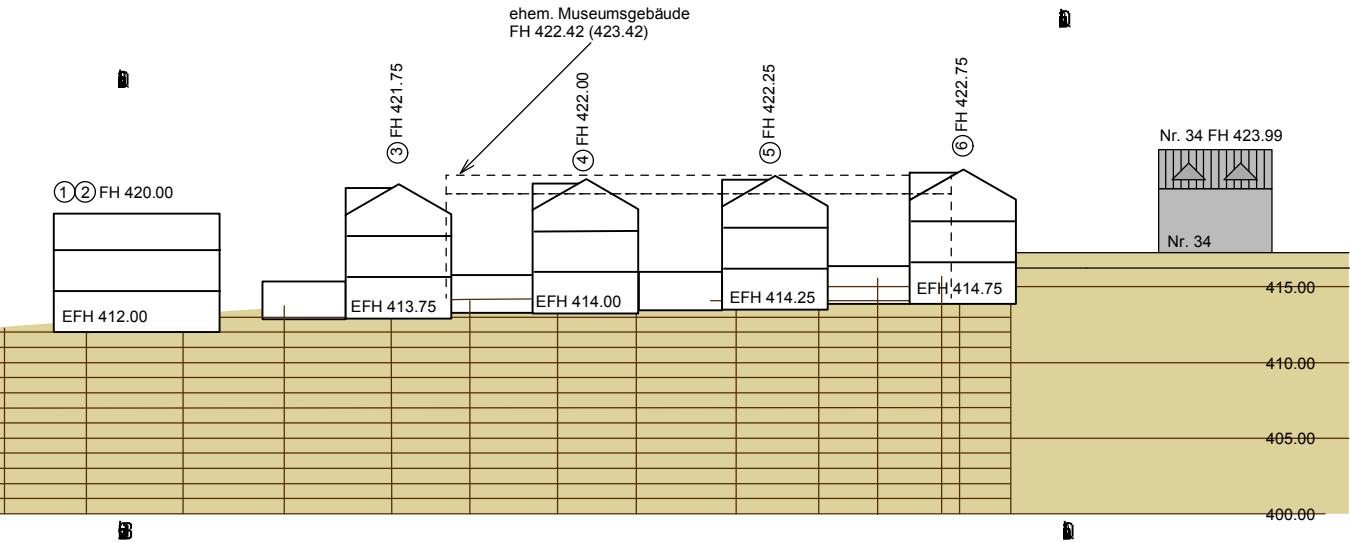 ehem. Museumsgebäude
FH 422.42 (423.42)
3 FH 421.75
4 FH 422.00
5 FH 422.25
6 FH 422.75
Nr. 34 FH 423.99
1 2 FH 420.00
Nr. 34
EFH 412.00
EFH 413.75
EFH 414.00
EFH 414.25
EFH 414.75
415.00
410.00
405.00
400.00